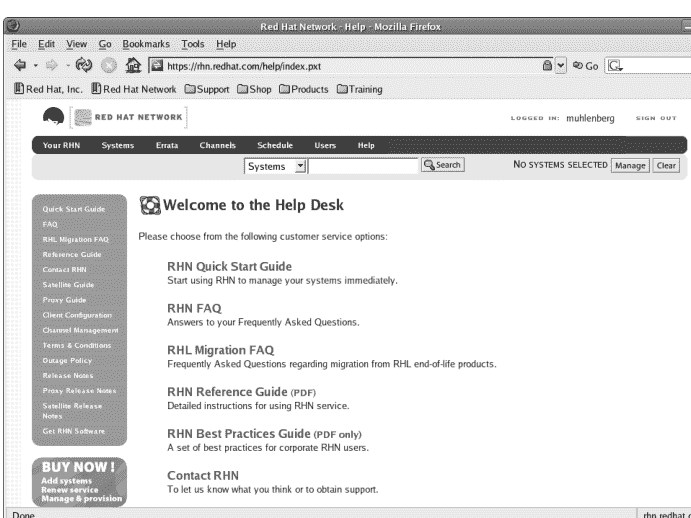 Red Hat Network - Help - Mozilla Firefox
File Edit View Go Bookmarks Tools Help
https://rhn.redhat.com/help/index.pxt Go
Red Hat, Inc. Red Hat Network Support Shop Products Training
RED HAT NETWORK LOGGED IN: muhlenberg SIGN OUT
Your RHN Systems Errata Channels Schedule Users Help
Systems Search NO SYSTEMS SELECTED Manage Clear
Quick Start Guide
FAQ
RHL Migration FAQ
Reference Guide
Contact RHN
Satellite Guide
Proxy Guide
Client Configuration
Channel Management
Terms & Conditions
Outage Policy
Release Notes
Proxy Release Notes
Satellite Release
Notes
Get RHN Software
BUY NOW!
Add systems
Renew service
Manage & provision
Welcome to the Help Desk
Please choose from the following customer service options:
RHN Quick Start Guide
Start using RHN to manage your systems immediately.
RHN FAQ
Answers to your Frequently Asked Questions.
RHL Migration FAQ
Frequently Asked Questions regarding migration from RHL end-of-life products.
RHN Reference Guide (PDF)
Detailed instructions for using RHN service.
RHN Best Practices Guide (PDF only)
A set of best practices for corporate RHN users.
Contact RHN
To let us know what you think or to obtain support.
Done rhn.redhat.c